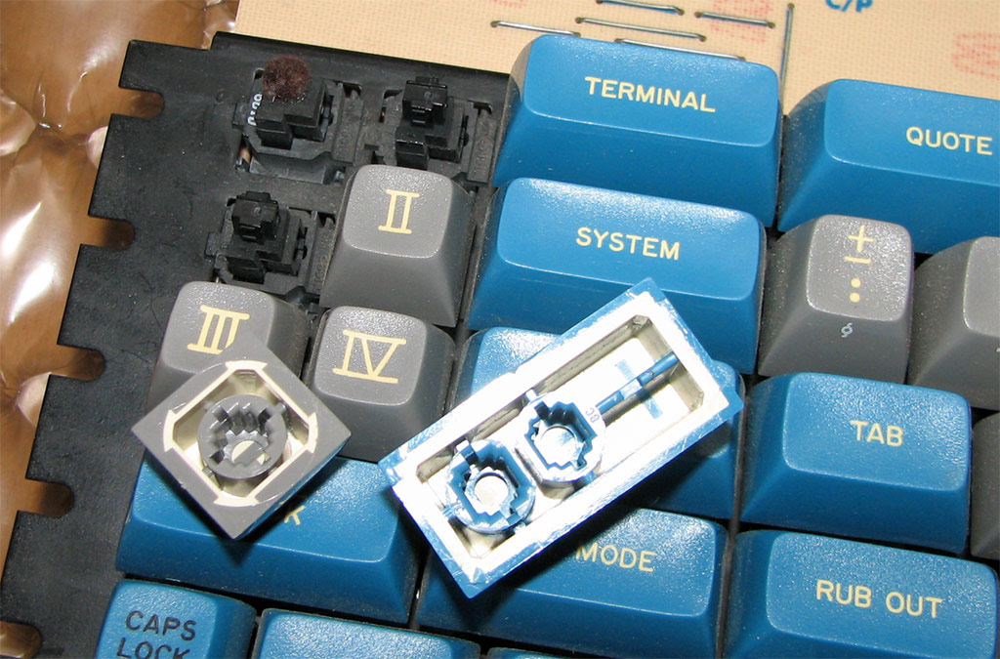 C/P
TERMINAL
QUOTE
II
SYSTEM
±
:
III
IV
TAB
K
MODE
RUB OUT
CAPS
LOCK